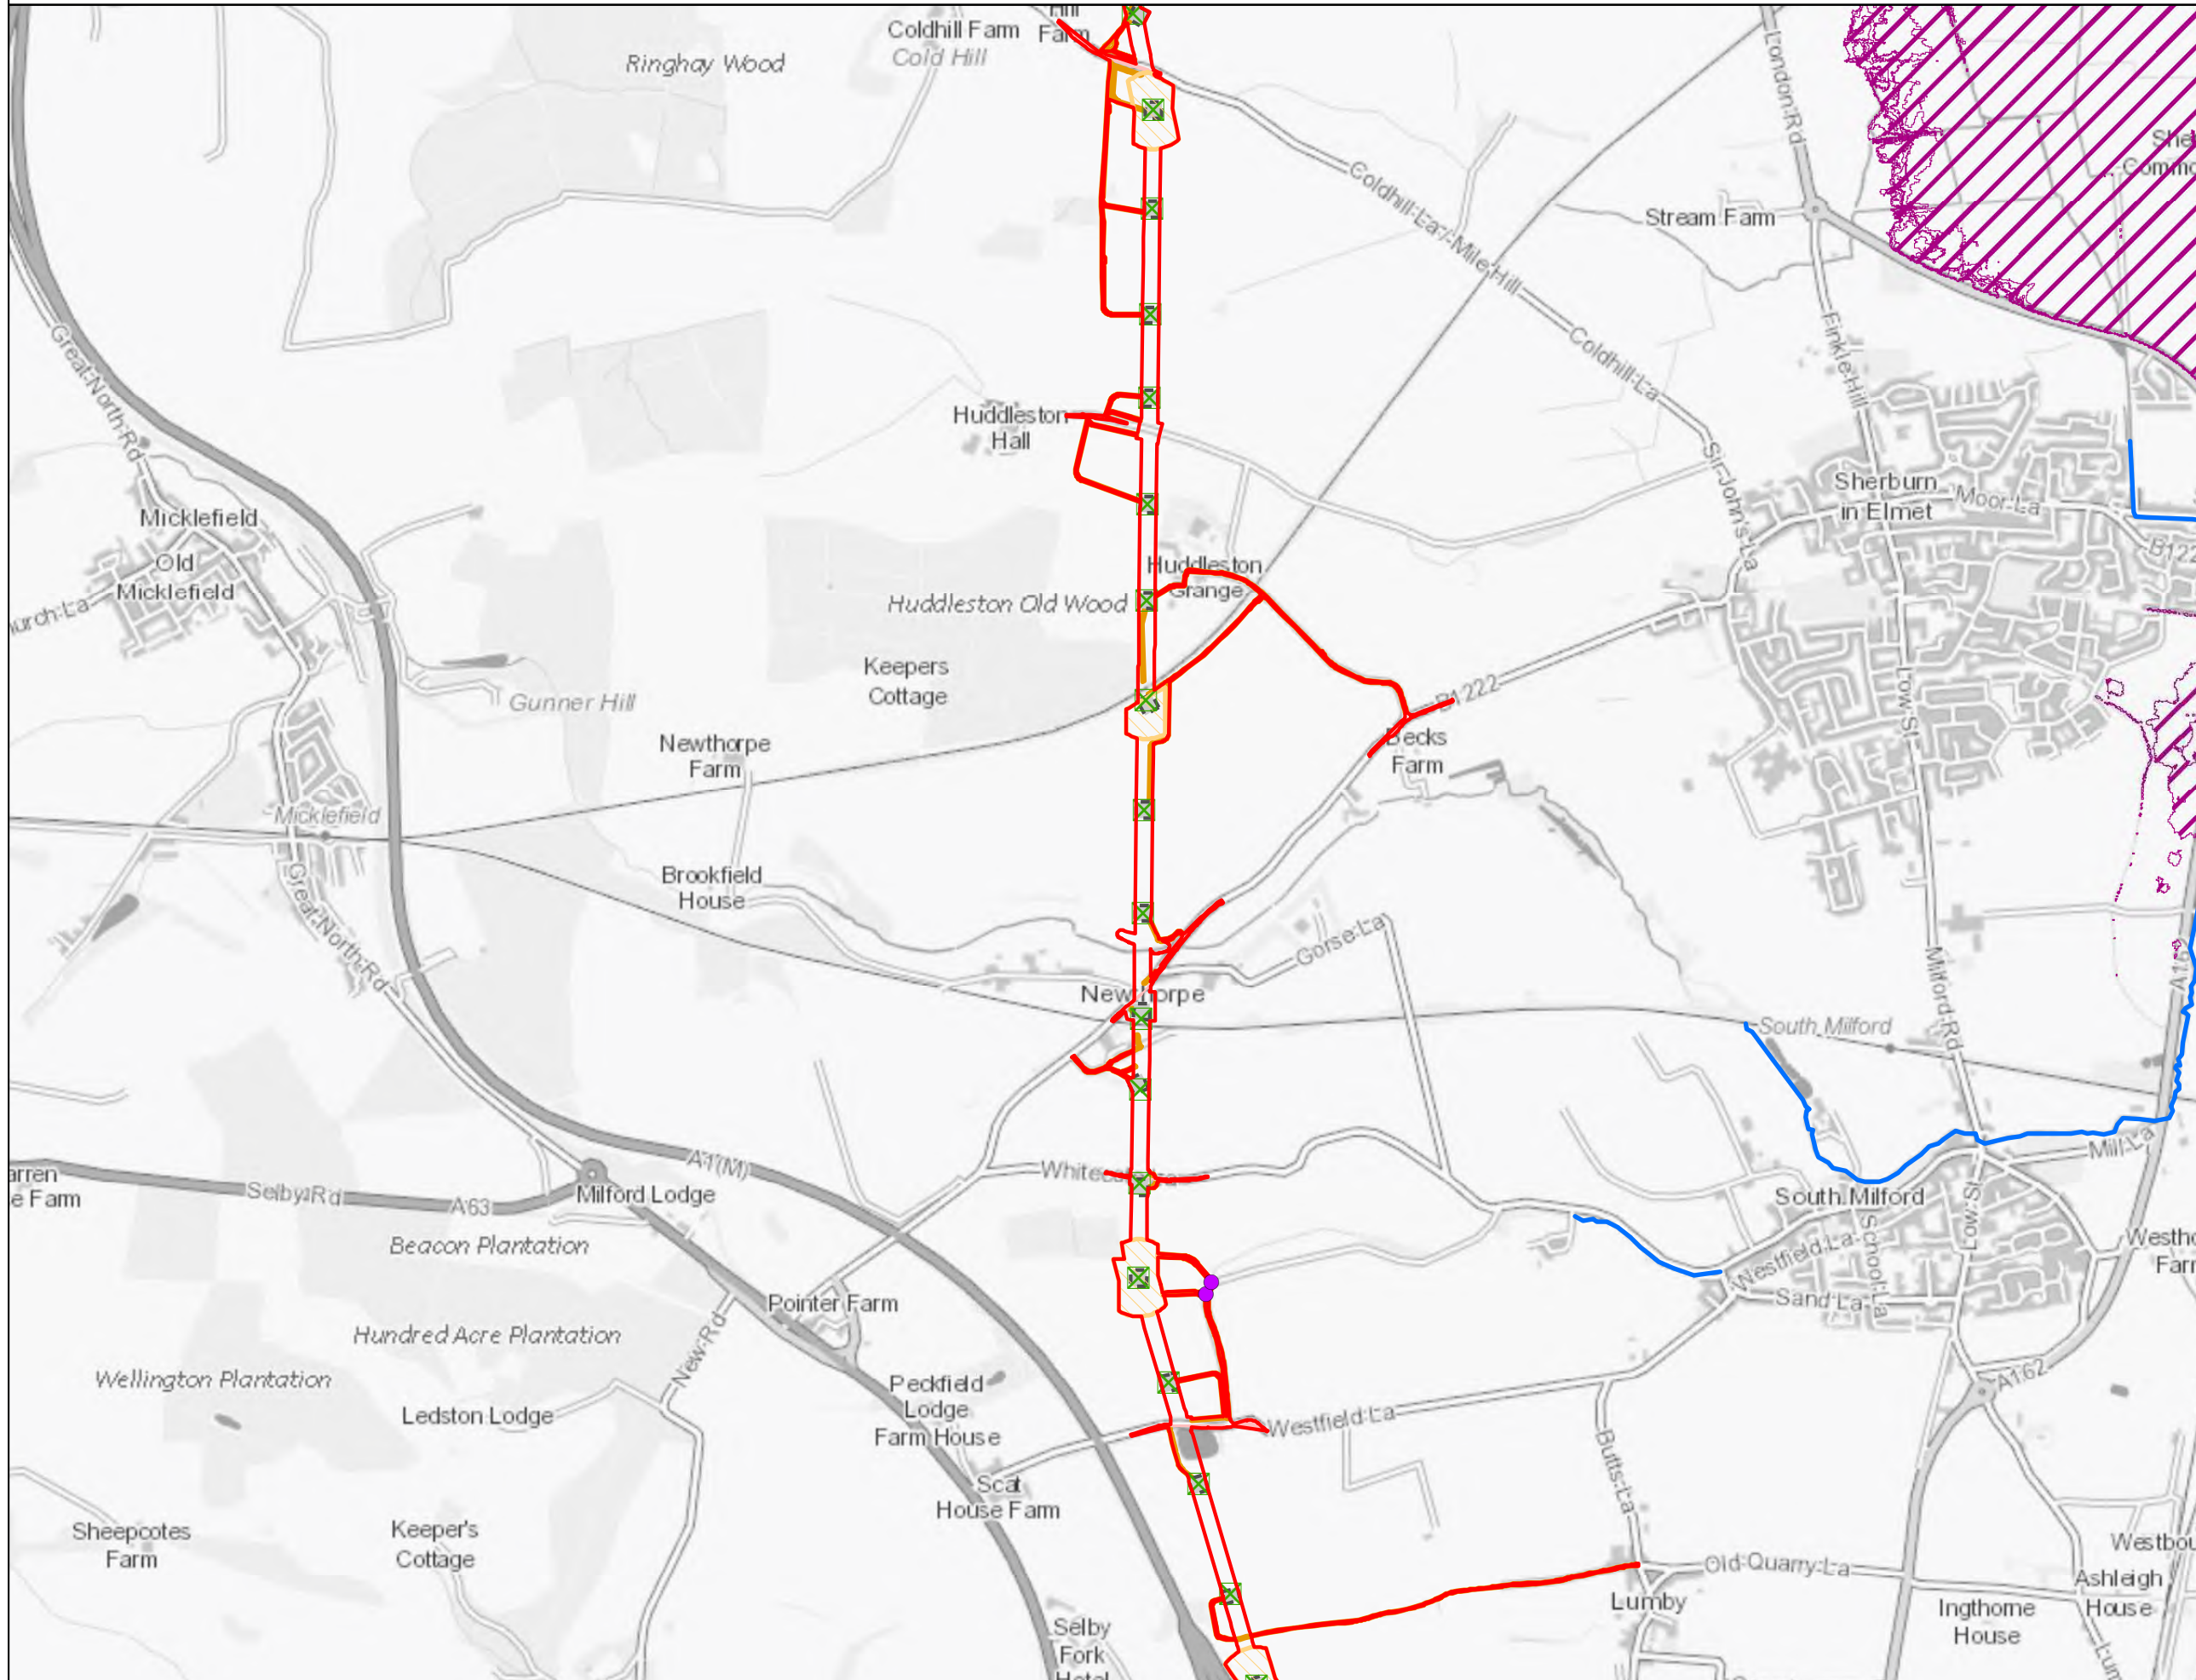 Coldhill Farm
Farm
Cold Hill
Ringhay Wood
London Rd
Coldhill La / Mile Hill
Stream Farm
Great North Rd
Coldhill La
Finkle Hill
Huddleston
Hall
Sir John's La
Sherburn
in Elmet
Moor La
Micklefield
Old
Micklefield
Huddleston
Grange
Huddleston Old Wood
Keepers
Cottage
Gunner Hill
B1222
Low St
Newthorpe
Farm
Becks
Farm
Micklefield
Brookfield
House
Great North Rd
Gorse La
Milford Rd
Newthorpe
South Milford
A1(M)
Mill La
Selby Rd
A63
Milford Lodge
e Farm
South Milford
Low St
School La
Westfield La
Beacon Plantation
Sand La
Pointer Farm
Hundred Acre Plantation
New Rd
Wellington Plantation
Ledston Lodge
Peckfield
Lodge
Farm House
Westfield La
A162
Butts La
Scat
House Farm
Sheepcotes
Farm
Keeper's
Cottage
Old Quarry La
Lumby
Ashleigh
House
Ingthorne
House
Selby
Fork
Hotel